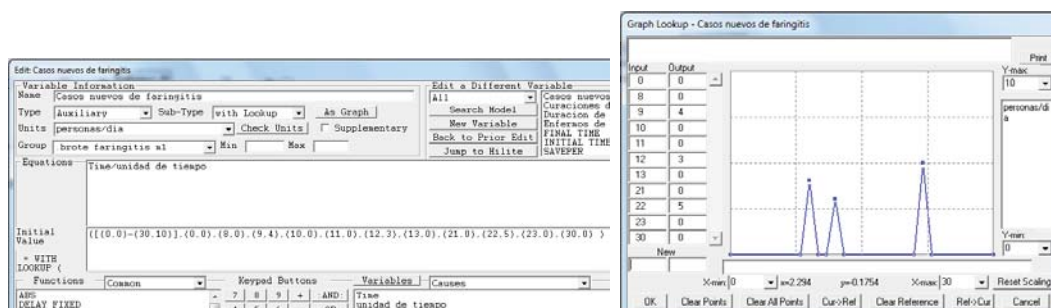 Edit: Casos nuevos de faringitis
Variable Information
Name Casos nuevos de faringitis
Type Auxiliary Sub-Type with Lookup As Graph
Units personas/dia Check Units Supplementary
Group .brote faringitis m1 Min Max
Edit a Different Variable
All
Search Model
New Variable
Back to Prior Edit
Jump to Hilite
Casos nuevos
Curaciones d
Duracion de
Enfermos de
FINAL TIME
INITIAL TIME
SAVEPER
Equations
Time/unidad de tiempo
Initial
Value
([(0,0)-(30,10)],(0,0),(8,0),(9,4),(10,0),(11,0),(12,3),(13,0),(21,0),(22,5),(23,0),(30,0) )
= WITH
LOOKUP (
Functions Common
ABS
DELAY FIXED
Keypad Buttons
7 8 9 + :AND:
Variables Causes
Time
unidad de tiempo
Graph Lookup - Casos nuevos de faringitis
Print
Input Output
0 0
8 0
9 4
10 0
11 0
12 3
13 0
21 0
22 5
23 0
30 0
New
Y-max:
10
personas/di
a
Y-min:
0
X-min: 0 x=2.294 y=0.1754 X-max: 30 Reset Scaling
OK Clear Points Clear All Points Cur->Ref Clear Reference Ref->Cur Cancel